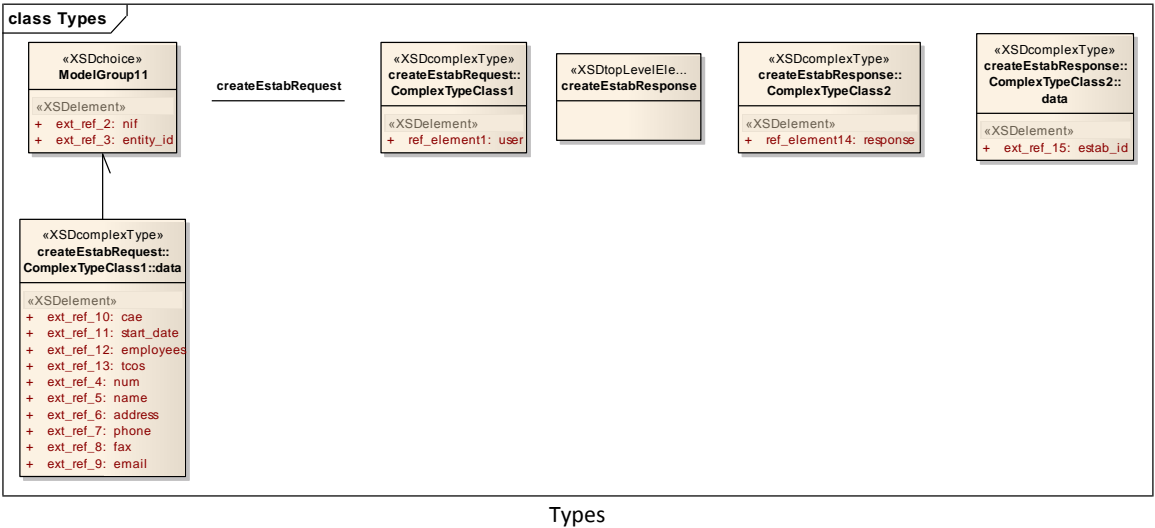 class Types
«XSDchoice»
ModelGroup11
«XSDelement»
+ ext_ref_2: nif
+ ext_ref_3: entity_id
createEstabRequest
«XSDcomplexType»
createEstabRequest::
ComplexTypeClass1
«XSDelement»
+ ref_element1: user
«XSDtopLevelEle...
createEstabResponse
«XSDcomplexType»
createEstabResponse::
ComplexTypeClass2
«XSDelement»
+ ref_element14: response
«XSDcomplexType»
createEstabResponse::
ComplexTypeClass2::
data
«XSDelement»
+ ext_ref_15: estab_id
«XSDcomplexType»
createEstabRequest::
ComplexTypeClass1::data
«XSDelement»
+ ext_ref_10: cae
+ ext_ref_11: start_date
+ ext_ref_12: employees
+ ext_ref_13: tcos
+ ext_ref_4: num
+ ext_ref_5: name
+ ext_ref_6: address
+ ext_ref_7: phone
+ ext_ref_8: fax
+ ext_ref_9: email
Types